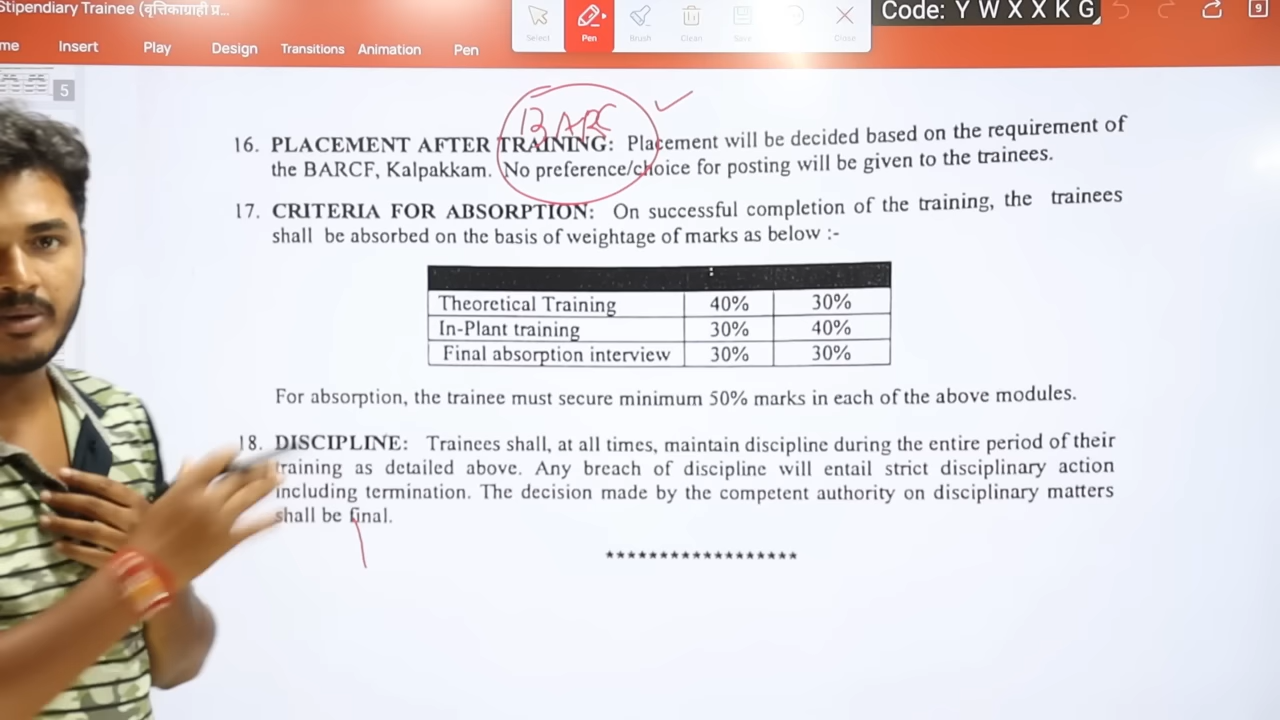 Stipendiary Trainee (वृत्तिकाग्राही प्र...
Code: Y W X X K G
9
me Insert Play Design Transitions Animation Pen
Select Pen Brush Clean Save Close
5
BARC
16. PLACEMENT AFTER TRAINING: Placement will be decided based on the requirement of
the BARCF, Kalpakkam. No preference/choice for posting will be given to the trainees.
17. CRITERIA FOR ABSORPTION: On successful completion of the training, the trainees
shall be absorbed on the basis of weightage of marks as below :-
Theoretical Training 40% 30%
In-Plant training 30% 40%
Final absorption interview 30% 30%
For absorption, the trainee must secure minimum 50% marks in each of the above modules.
18. DISCIPLINE: Trainees shall, at all times, maintain discipline during the entire period of their
training as detailed above. Any breach of discipline will entail strict disciplinary action
including termination. The decision made by the competent authority on disciplinary matters
shall be final.
******************